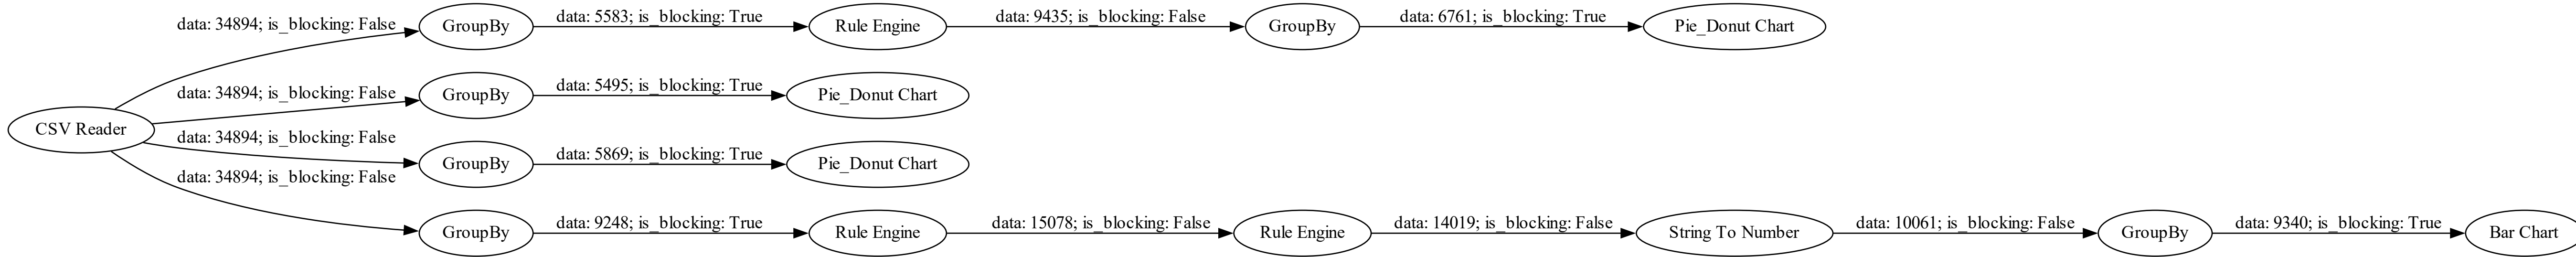 data: 34894; is_blocking: False
GroupBy
data: 5583; is_blocking: True
Rule Engine
data: 9435; is_blocking: False
GroupBy
data: 6761; is_blocking: True
Pie_Donut Chart
CSV Reader
data: 34894; is_blocking: False
GroupBy
data: 5495; is_blocking: True
Pie_Donut Chart
data: 34894; is_blocking: False
GroupBy
data: 5869; is_blocking: True
Pie_Donut Chart
data: 34894; is_blocking: False
GroupBy
data: 9248; is_blocking: True
Rule Engine
data: 15078; is_blocking: False
Rule Engine
data: 14019; is_blocking: False
String To Number
data: 10061; is_blocking: False
GroupBy
data: 9340; is_blocking: True
Bar Chart